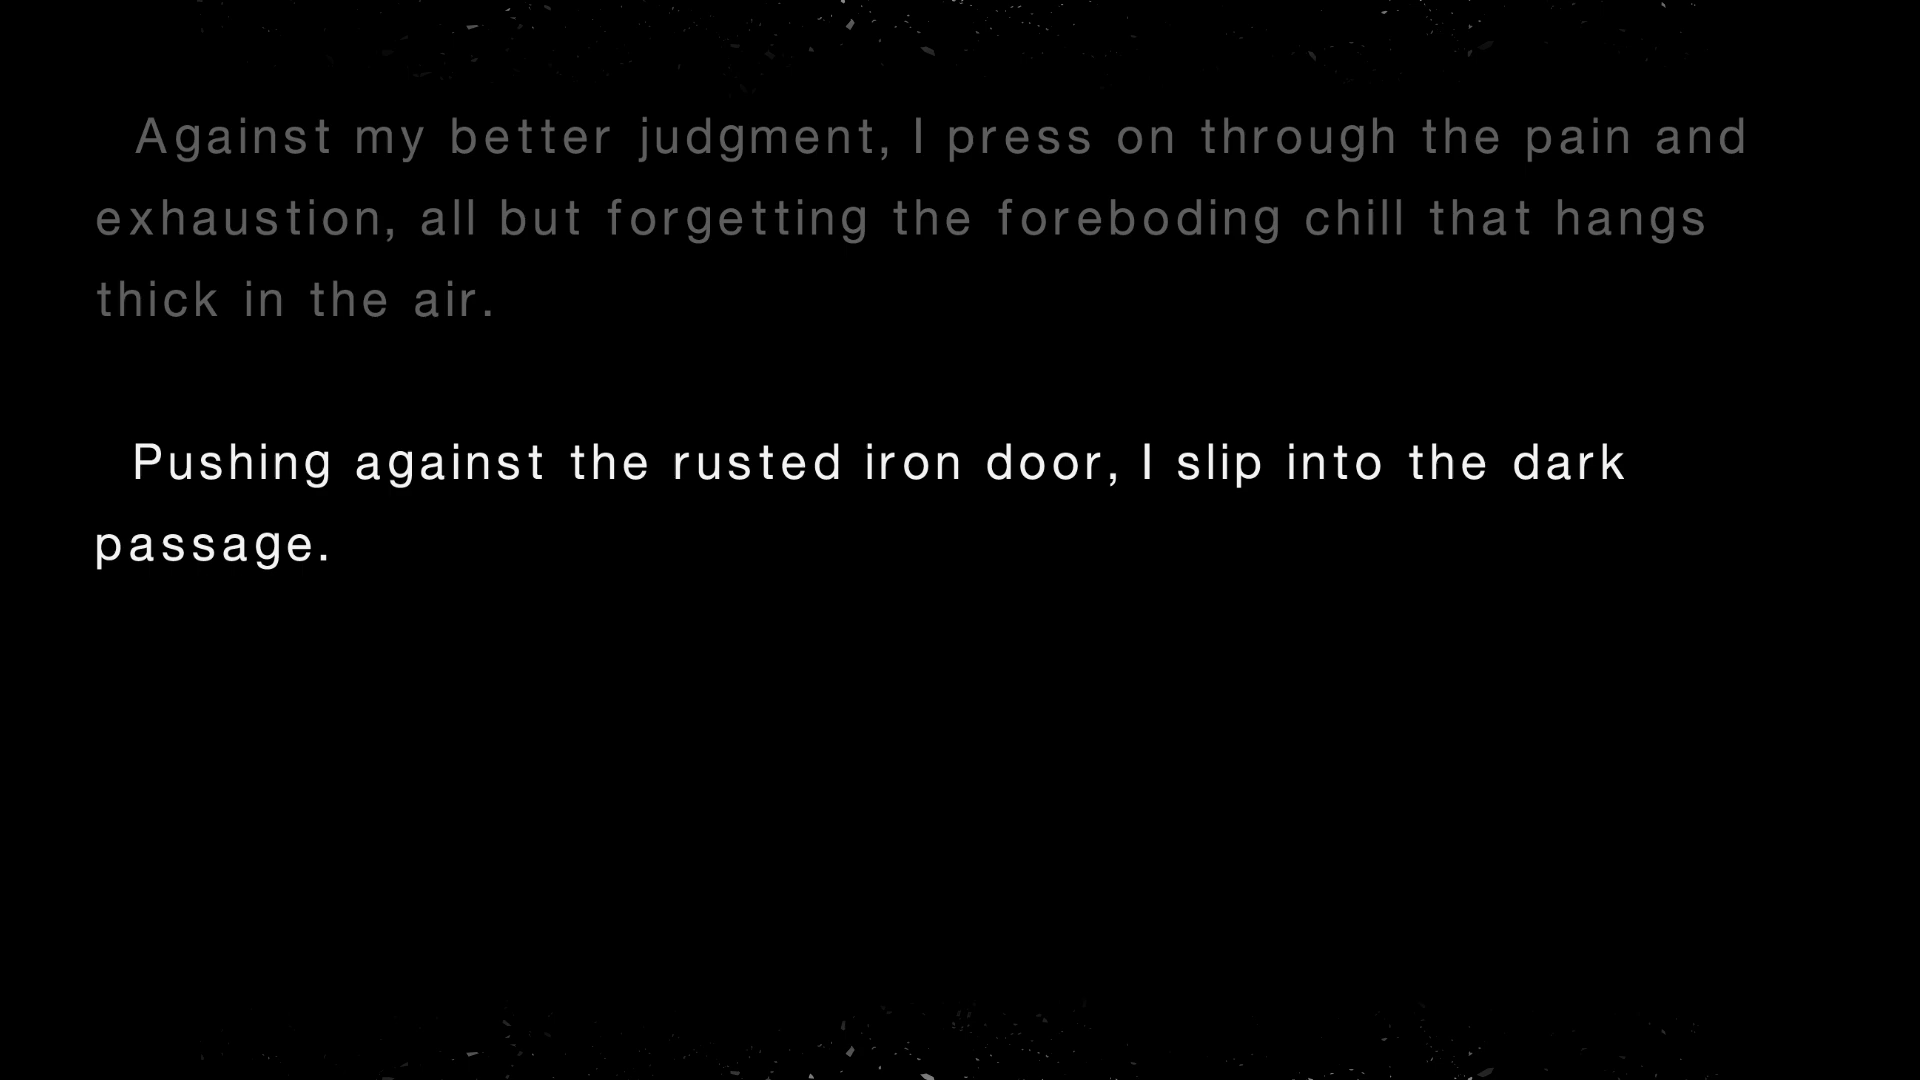 Against my better judgment, I press on through the pain and
exhaustion, all but forgetting the foreboding chill that hangs
thick in the air.
Pushing against the rusted iron door, I slip into the dark
passage.